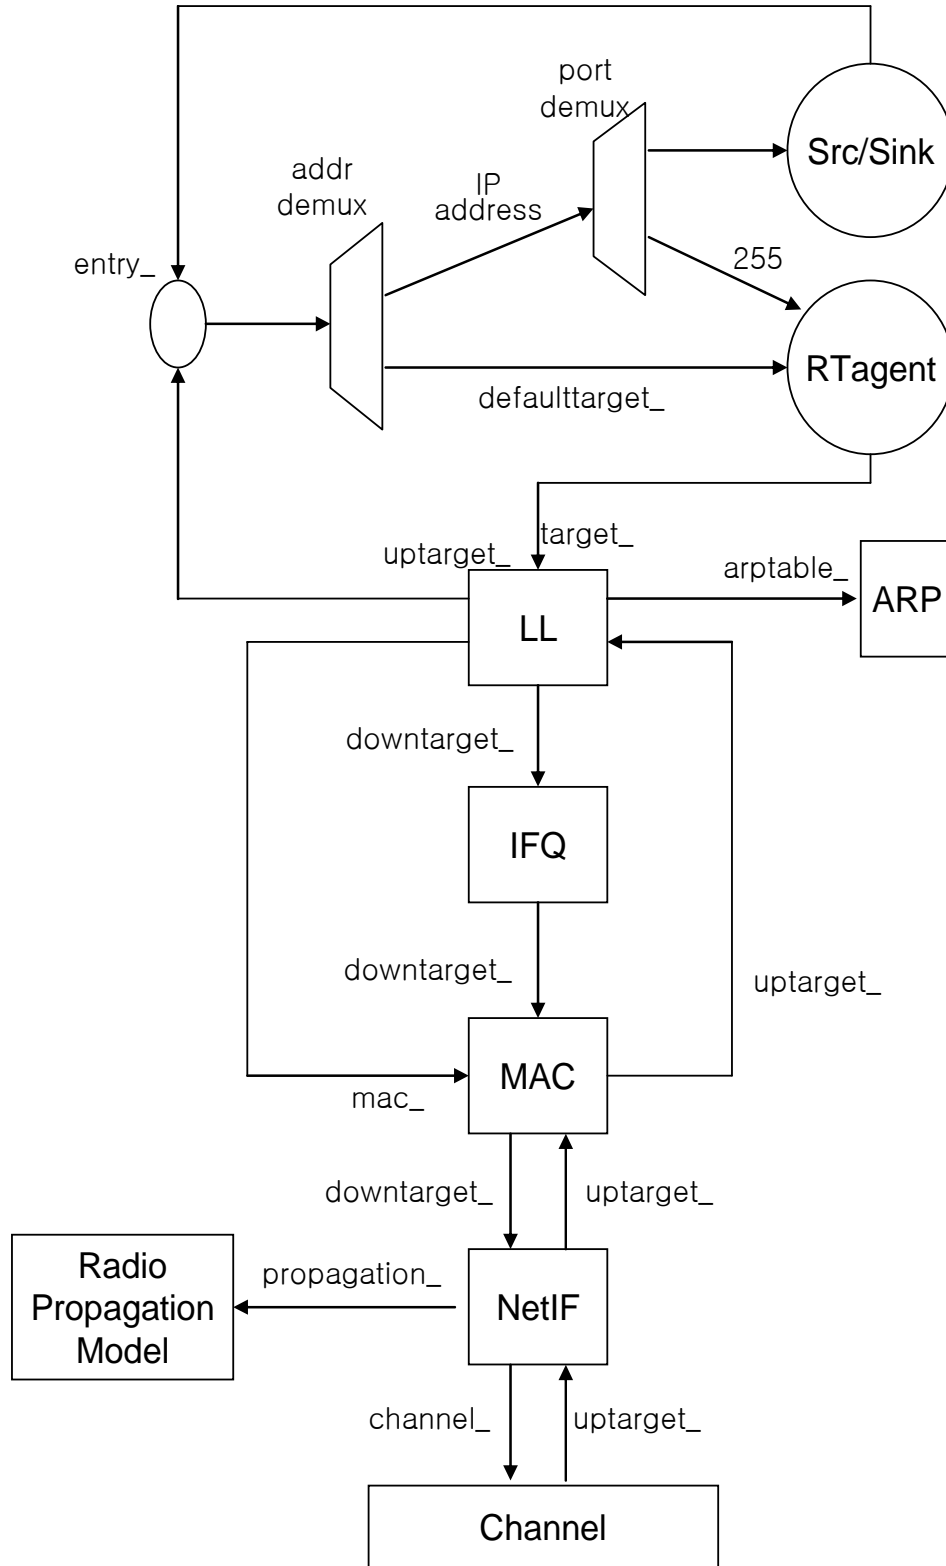 port
demux
Src/Sink
addr
demux
IP
address
entry_
255
RTagent
defaulttarget_
target_
uptarget_
arptable_
ARP
LL
downtarget_
IFQ
downtarget_
uptarget_
MAC
mac_
downtarget_
uptarget_
Radio
Propagation
Model
propagation_
NetIF
channel_
uptarget_
Channel